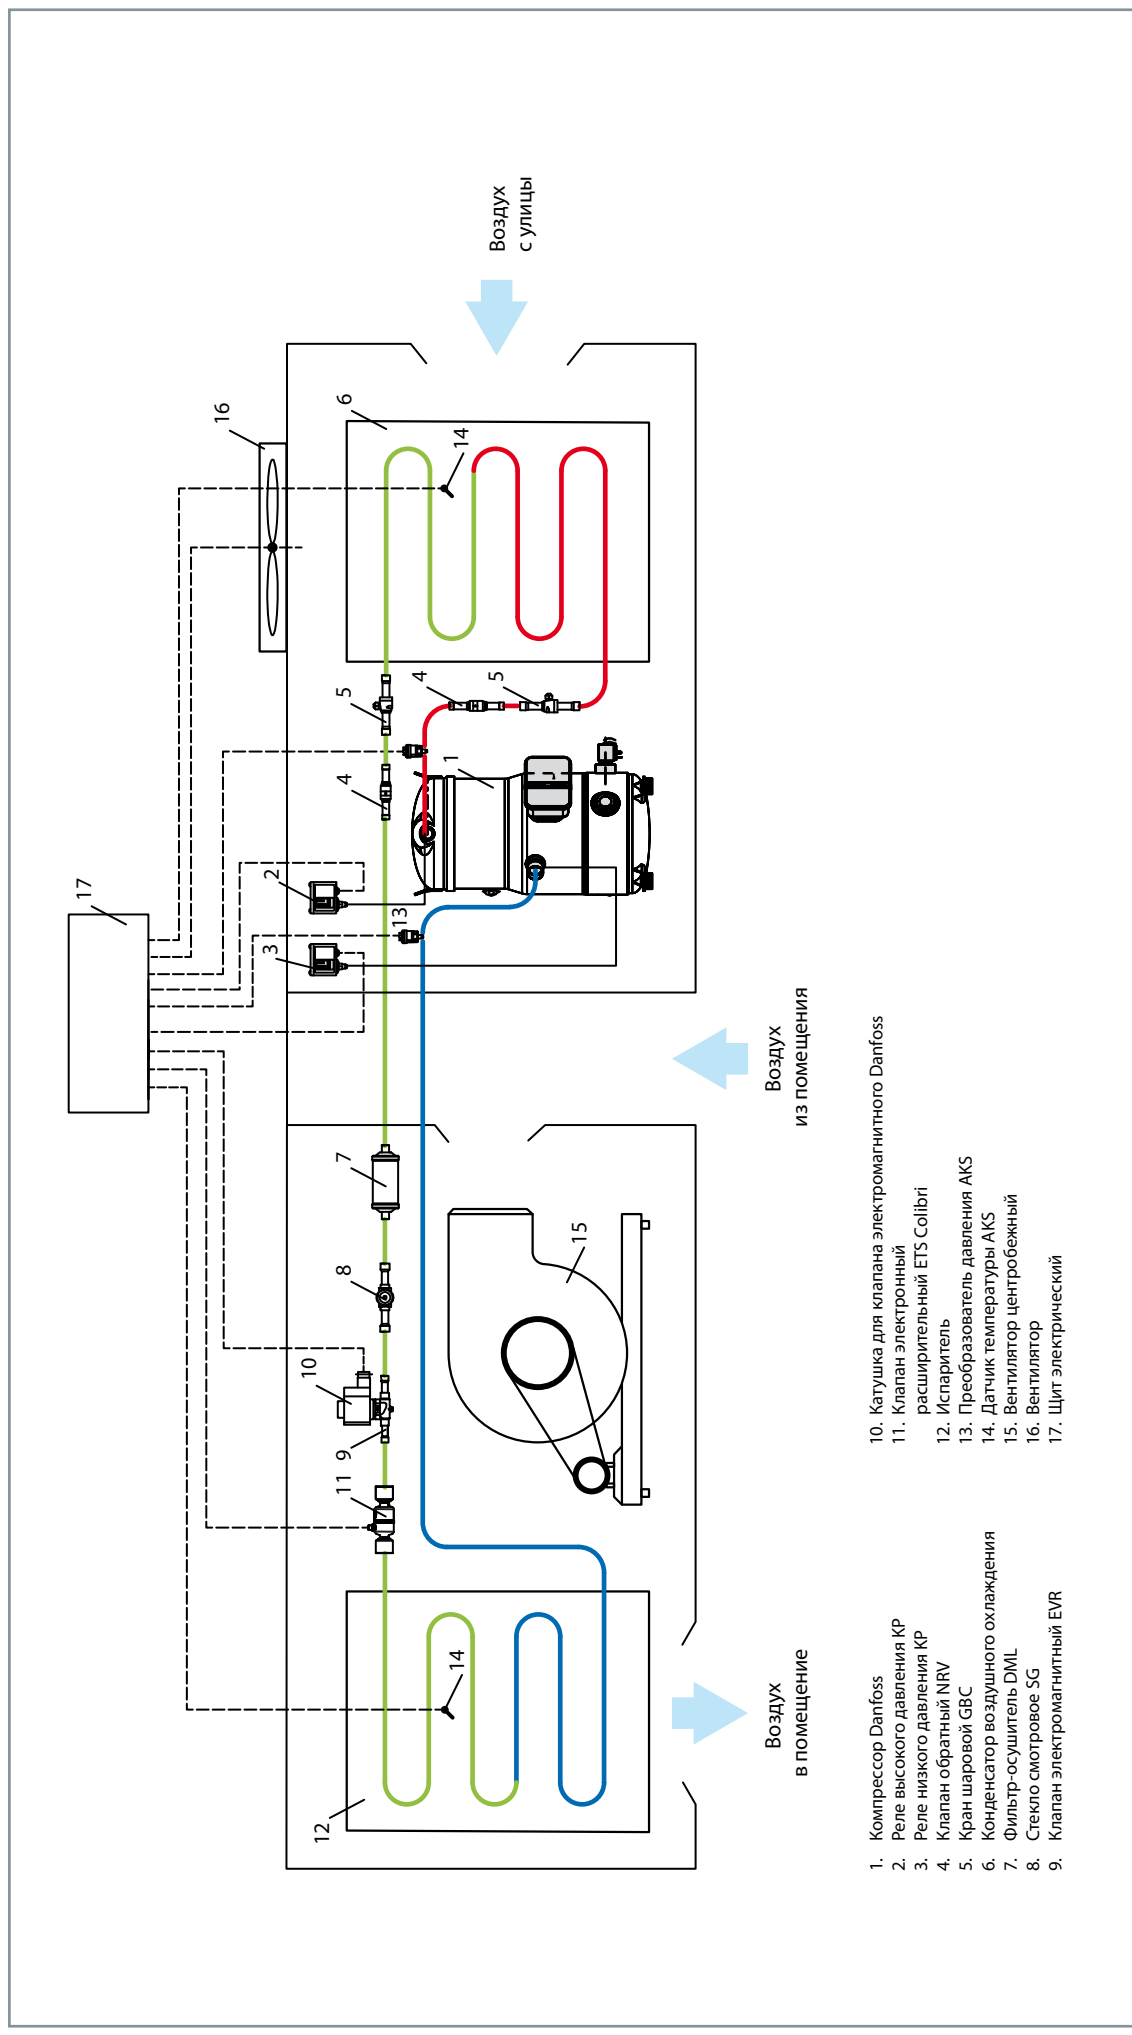 17
16
3
2
10
12
11
9
8
7
4
5
6
13
4
1
14
14
5
Воздух
с улицы
15
Воздух
в помещение
Воздух
из помещения
1. Компрессор Danfoss
2. Реле высокого давления KP
3. Реле низкого давления KP
4. Клапан обратный NRV
5. Кран шаровой GBC
6. Конденсатор воздушного охлаждения
7. Фильтр-осушитель DML
8. Стекло смотровое SG
9. Клапан электромагнитный EVR
10. Катушка для клапана электромагнитного Danfoss
11. Клапан электронный
расширительный ETS Colibri
12. Испаритель
13. Преобразователь давления AKS
14. Датчик температуры AKS
15. Вентилятор центробежный
16. Вентилятор
17. Щит электрический